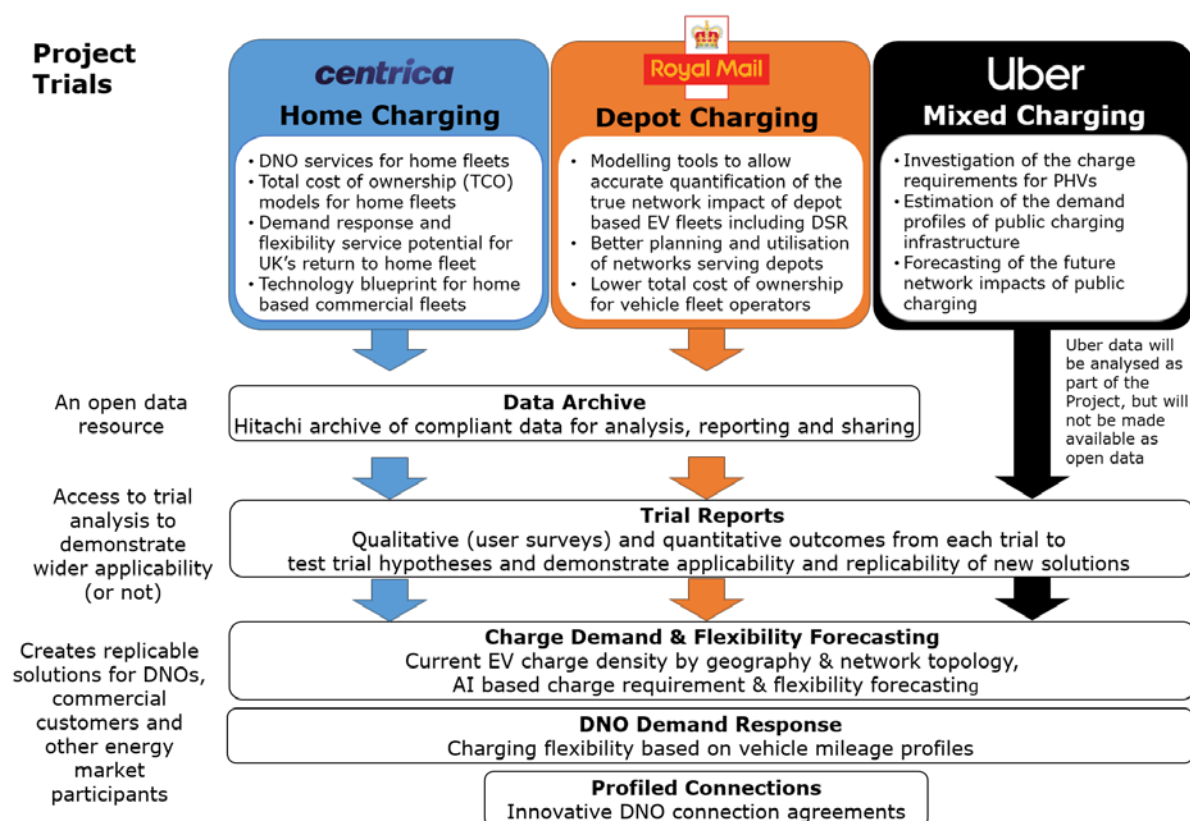 Project
Trials
centrica
Home Charging
• DNO services for home fleets
• Total cost of ownership (TCO)
models for home fleets
• Demand response and
flexibility service potential for
UK's return to home fleet
• Technology blueprint for home
based commercial fleets
Royal Mail
Depot Charging
• Modelling tools to allow
accurate quantification of the
true network impact of depot
based EV fleets including DSR
• Better planning and utilisation
of networks serving depots
• Lower total cost of ownership
for vehicle fleet operators
Uber
Mixed Charging
• Investigation of the charge
requirements for PHVs
• Estimation of the demand
profiles of public charging
infrastructure
• Forecasting of the future
network impacts of public
charging
Uber data will
be analysed as
part of the
Project, but will
not be made
available as
open data
An open data
resource
Data Archive
Hitachi archive of compliant data for analysis, reporting and sharing
Access to trial
analysis to
demonstrate
wider applicability
(or not)
Trial Reports
Qualitative (user surveys) and quantitative outcomes from each trial to
test trial hypotheses and demonstrate applicability and replicability of new solutions
Creates replicable
solutions for DNOs,
commercial
customers and
other energy
market
participants
Charge Demand & Flexibility Forecasting
Current EV charge density by geography & network topology,
AI based charge requirement & flexibility forecasting
DNO Demand Response
Charging flexibility based on vehicle mileage profiles
Profiled Connections
Innovative DNO connection agreements